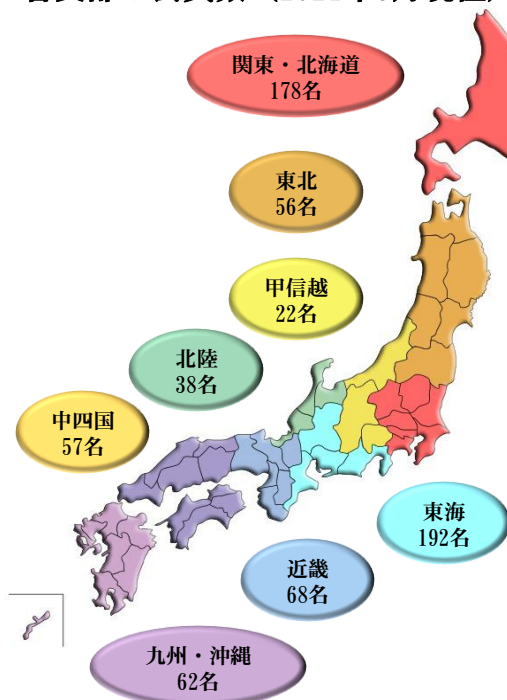 関東・北海道
178名
東北
56名
甲信越
22名
北陸
38名
中四国
57名
東海
192名
近畿
68名
九州・沖縄
62名